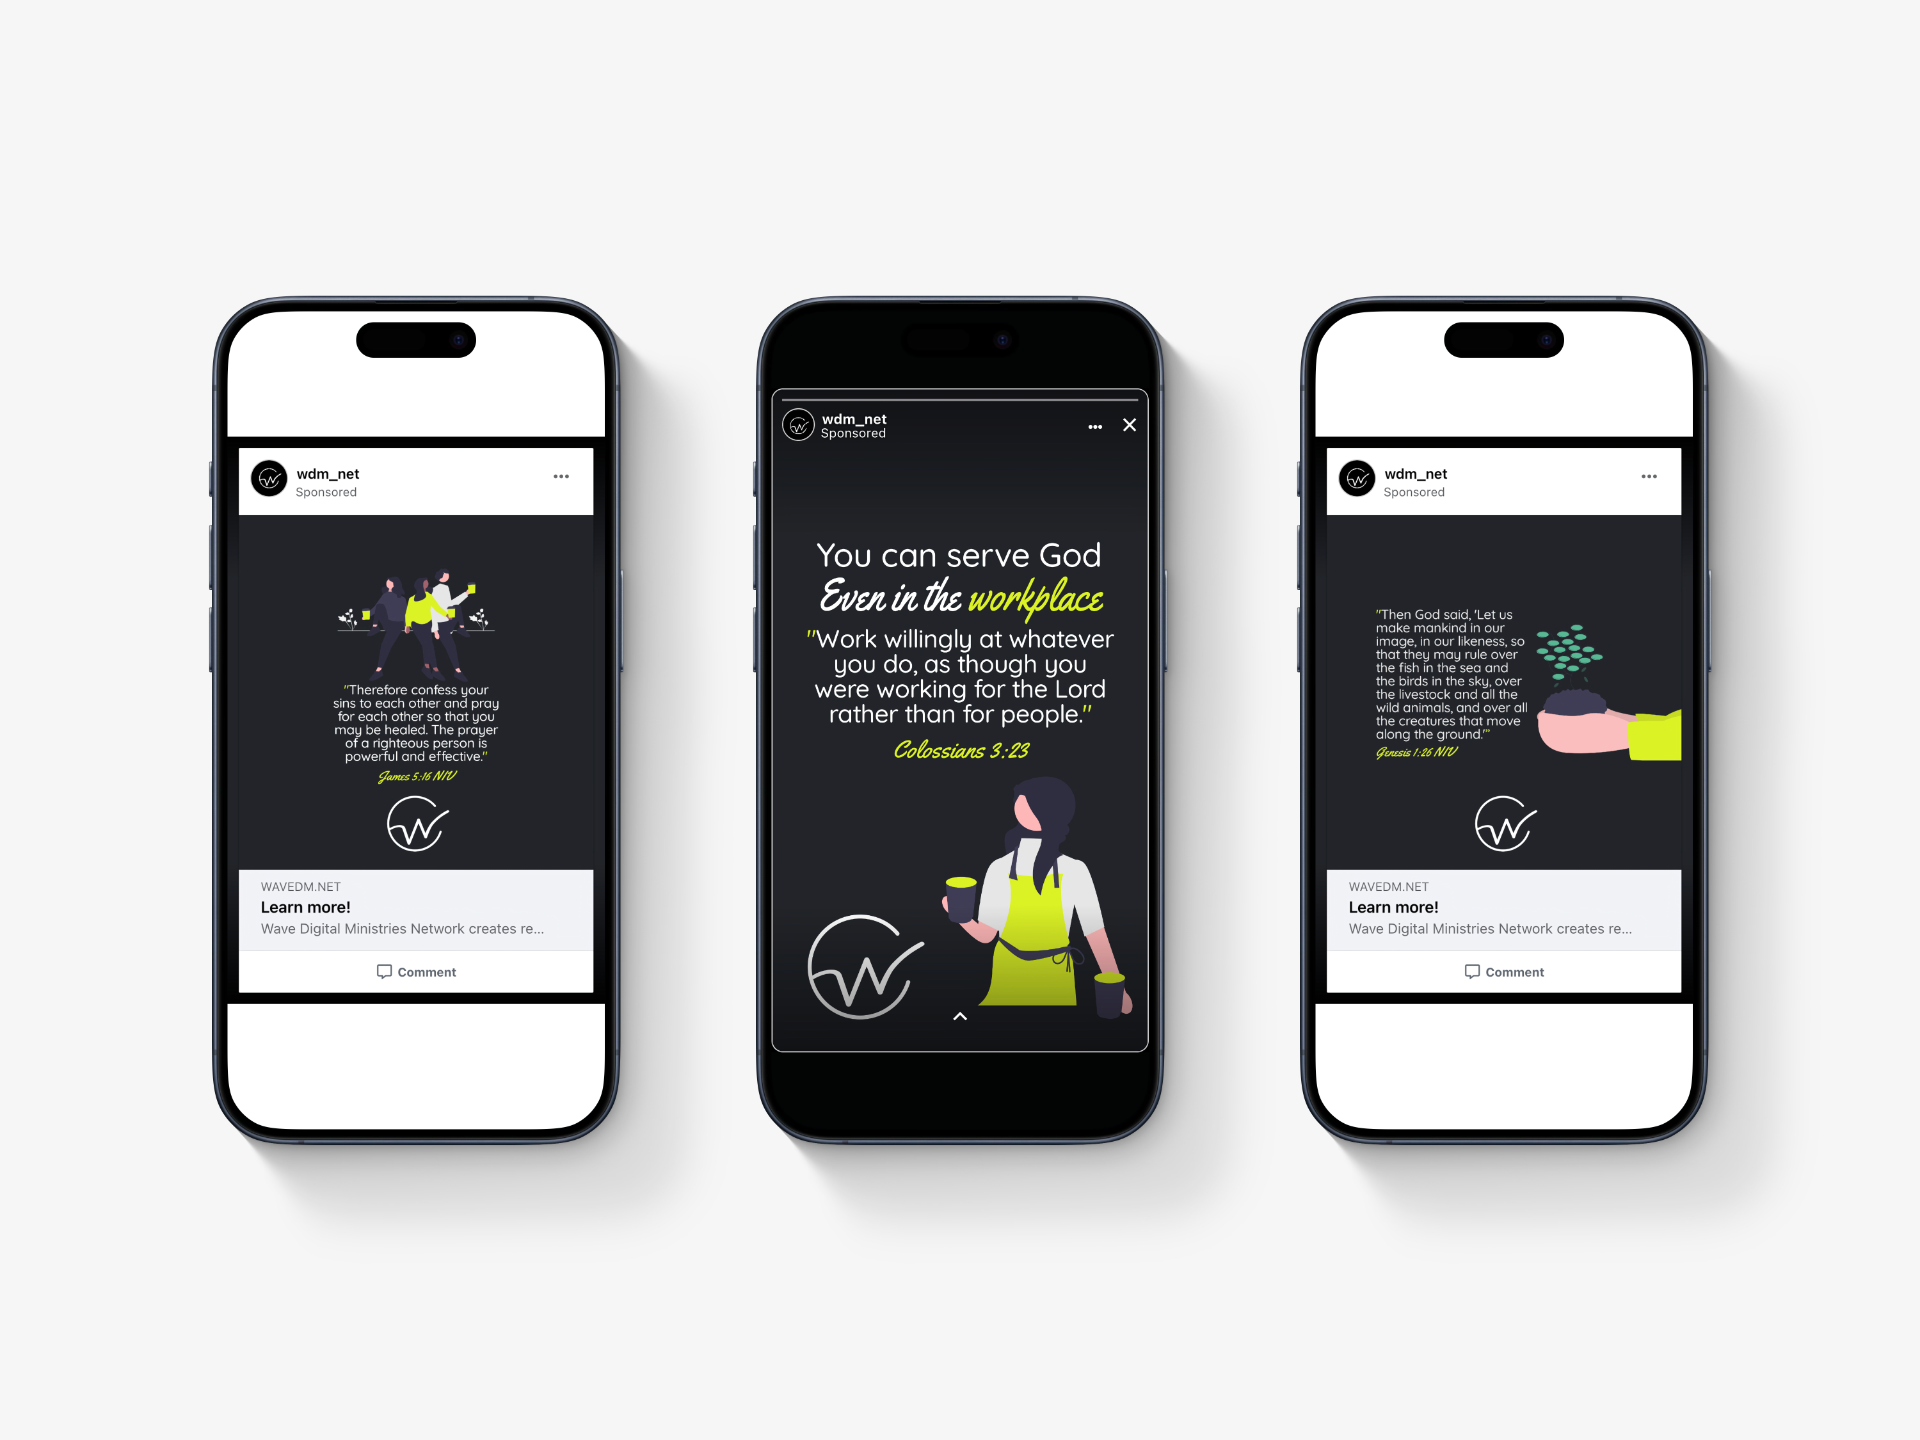 wdm_net
Sponsored
"Therefore confess your
sins to each other and pray
for each other so that you
may be healed. The prayer
of a righteous person is
powerful and effective."
James 5:16 NIV
W
WAVEDM.NET
Learn more!
Wave Digital Ministries Network creates re...
Comment
wdm_net
Sponsored
You can serve God
Even in the workplace
"Work willingly at whatever
you do, as though you
were working for the Lord
rather than for people."
Colossians 3:23
W
wdm_net
Sponsored
"Then God said, 'Let us
make mankind in our
image, in our likeness, so
that they may rule over
the fish in the sea and
the birds in the sky, over
the livestock and all the
wild animals, and over all
the creatures that move
along the ground.'"
Genesis 1:26 NIV
W
WAVEDM.NET
Learn more!
Wave Digital Ministries Network creates re...
Comment